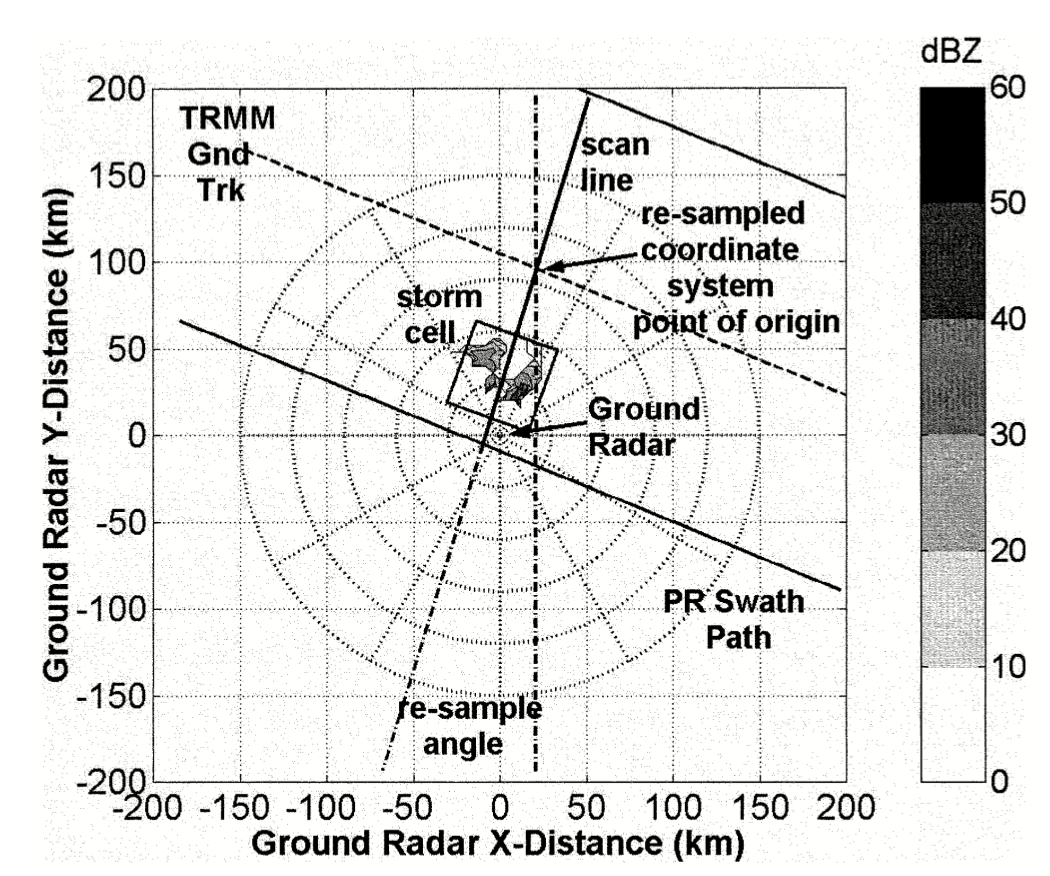 dBZ
60
50
40
30
20
10
0
200
150
100
50
0
-50
-100
-150
-200
Ground Radar Y-Distance (km)
TRMM
Gnd
Trk
scan
line
re-sampled
coordinate
system
point of origin
storm
cell
Ground
Radar
PR Swath
Path
re-sample
angle
-200 -150 -100 -50 0 50 100 150 200
Ground Radar X-Distance (km)